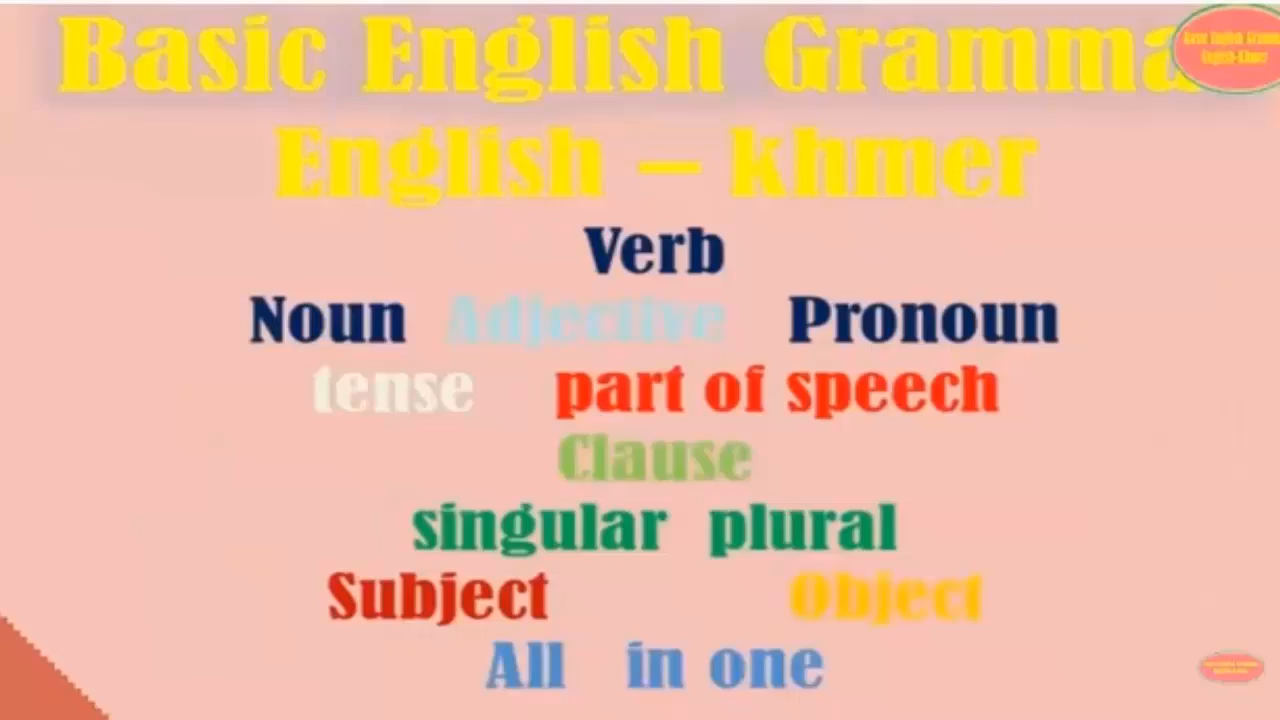 Basic English Gramma
English – khmer
Verb
Noun Adjective Pronoun
tense part of speech
Clause
singular plural
Subject Object
All in one